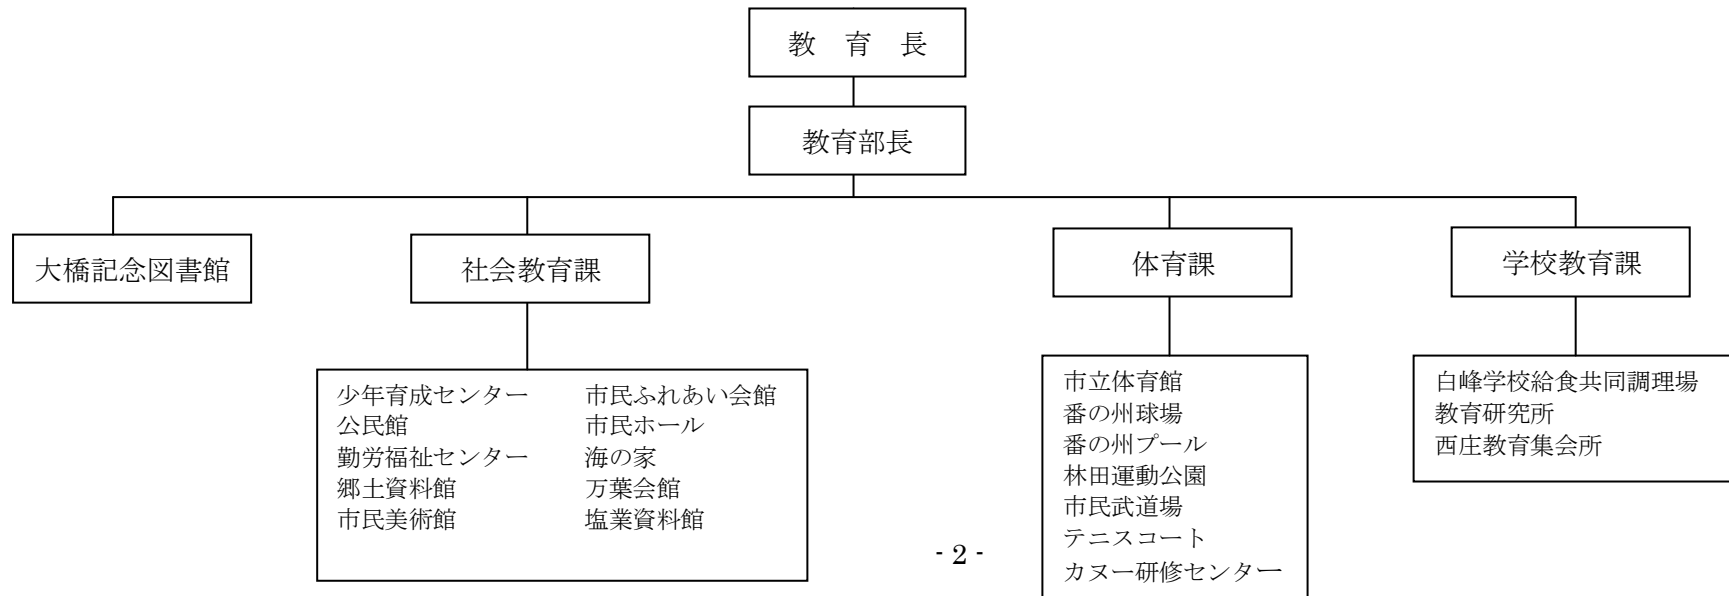 教　育　長
教育部長
大橋記念図書館
社会教育課
体育課
学校教育課
少年育成センター　市民ふれあい会館
公民館　市民ホール
勤労福祉センター　海の家
郷土資料館　万葉会館
市民美術館　塩業資料館
市立体育館
番の州球場
番の州プール
林田運動公園
市民武道場
テニスコート
カヌー研修センター
白峰学校給食共同調理場
教育研究所
西庄教育集会所
- 2 -